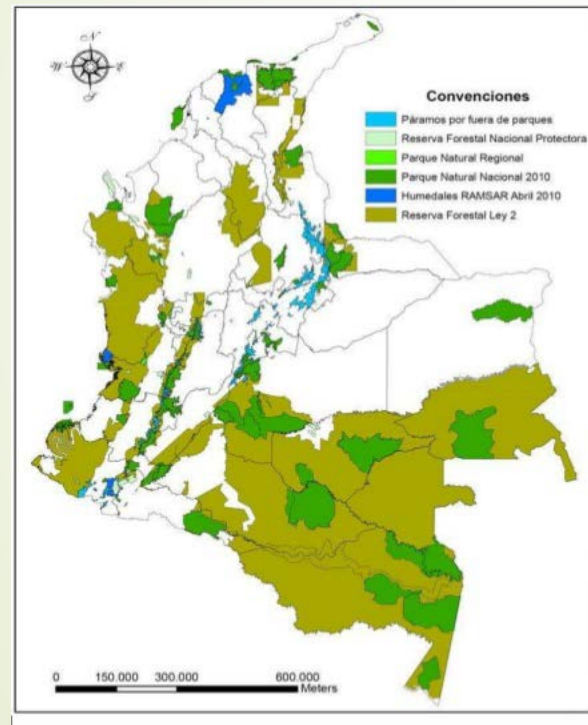 N
W E
S
Convenciones
Páramos por fuera de parques
Reserva Forestal Nacional Protectora
Parque Natural Regional
Parque Natural Nacional 2010
Humedales RAMSAR Abril 2010
Reserva Forestal Ley 2
0 150.000 300.000 600.000
Meters